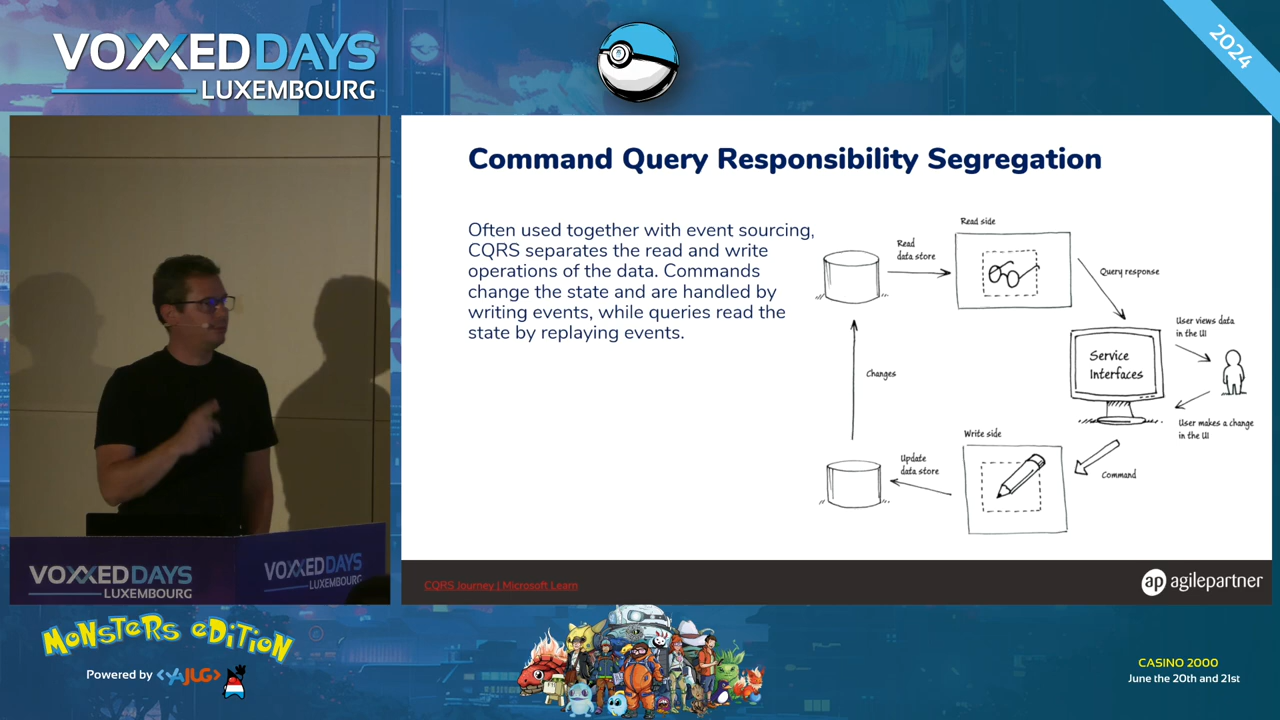 VOXXEDDAYS
LUXEMBOURG
2024
Command Query Responsibility Segregation
Often used together with event sourcing,
CQRS separates the read and write
operations of the data. Commands
change the state and are handled by
writing events, while queries read the
state by replaying events.
Read side
Read
data store
Query response
User views data
in the UI
Service
Interfaces
Changes
User makes a change
in the UI
Write side
Update
data store
Command
CQRS Journey | Microsoft Learn
ap agilepartner
VOXXEDDAYS
LUXEMBOURG
VOXXEDDAYS
LUXEMBOURG
MONSTERS EDITION
Powered by <YAJUG>
CASINO 2000
June the 20th and 21st